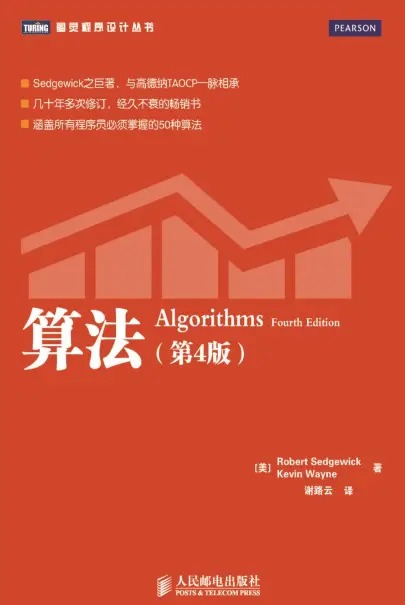 TURING 图灵程序设计丛书
PEARSON
Sedgewick之巨著，与高德纳TAOCP一脉相承
几十年多次修订，经久不衰的畅销书
涵盖所有程序员必须掌握的50种算法
算法
Algorithms Fourth Edition
（第4版）
[美] Robert Sedgewick
Kevin Wayne 著
谢路云 译
人民邮电出版社
POSTS & TELECOM PRESS